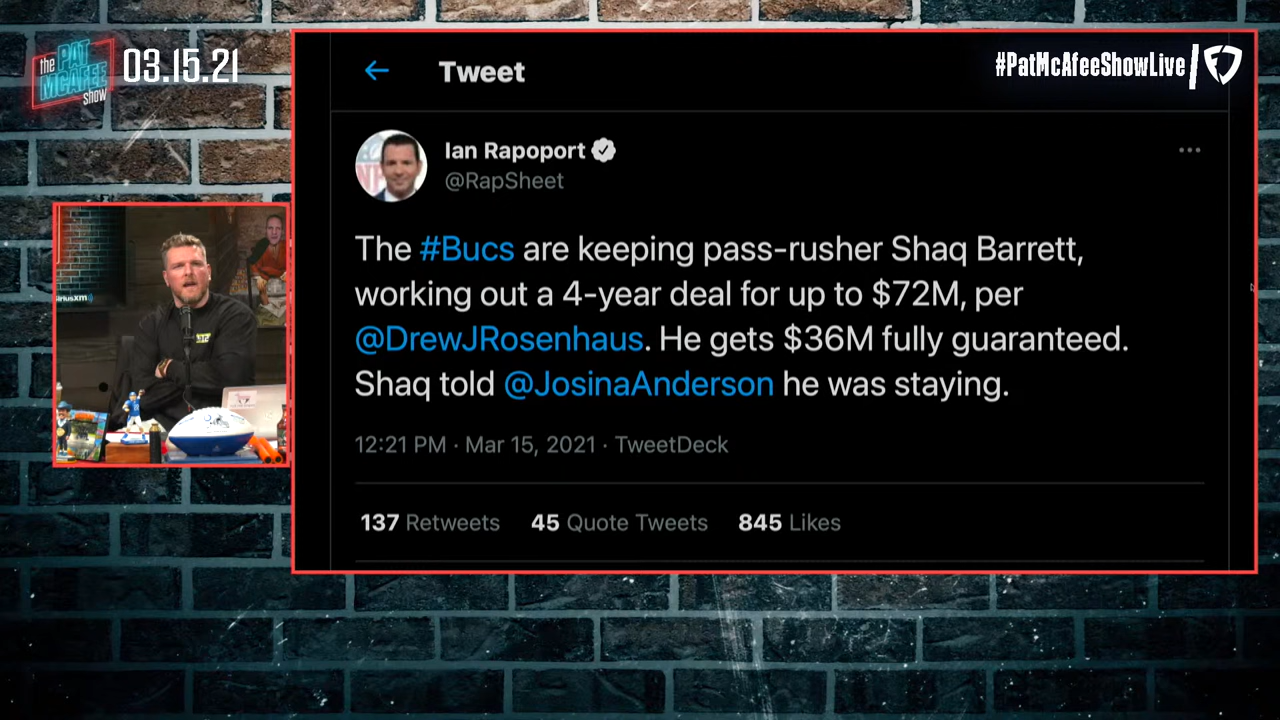 the PAT
MCAFEE
show
03.15.21
#PatMcAfeeShowLive
Tweet
Ian Rapoport
@RapSheet
The #Bucs are keeping pass-rusher Shaq Barrett,
working out a 4-year deal for up to $72M, per
@DrewJRosenhaus. He gets $36M fully guaranteed.
Shaq told @JosinaAnderson he was staying.
12:21 PM · Mar 15, 2021 · TweetDeck
137 Retweets 45 Quote Tweets 845 Likes
siriusxm